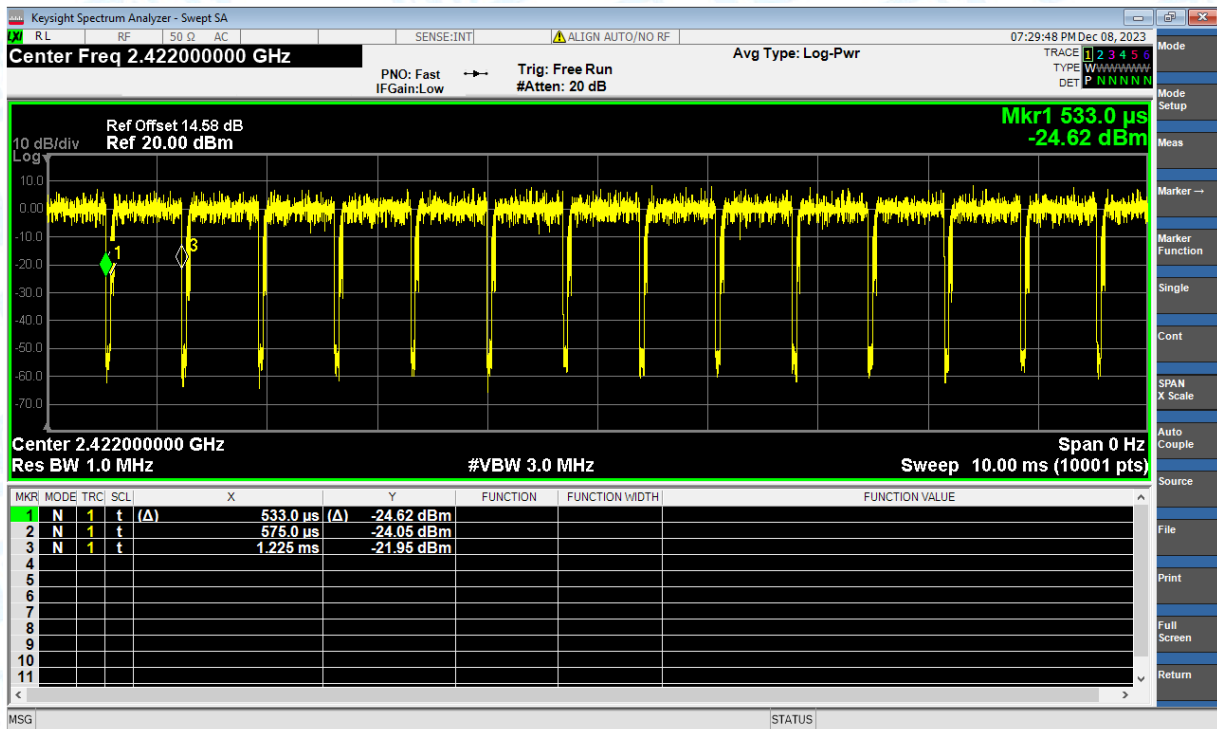 Keysight Spectrum Analyzer - Swept SA
LXI RL RF 50 Ω AC SENSE:INT ALIGN AUTO/NO RF 07:29:48 PM Dec 08, 2023
Center Freq 2.422000000 GHz
PNO: Fast
IFGain:Low
Trig: Free Run
#Atten: 20 dB
Avg Type: Log-Pwr
TRACE 1 2 3 4 5 6
TYPE WWWWWW
DET P N N N N N
Mkr1 533.0 µs
-24.62 dBm
Ref Offset 14.58 dB
10 dB/div Ref 20.00 dBm
Log
10.0
0.00
-10.0
-20.0
-30.0
-40.0
-50.0
-60.0
-70.0
1
3
Center 2.422000000 GHz Span 0 Hz
Res BW 1.0 MHz #VBW 3.0 MHz Sweep 10.00 ms (10001 pts)
MKR MODE TRC SCL X Y FUNCTION FUNCTION WIDTH FUNCTION VALUE
1 N 1 t (Δ) 533.0 µs (Δ) -24.62 dBm
2 N 1 t 575.0 µs -24.05 dBm
3 N 1 t 1.225 ms -21.95 dBm
4
5
6
7
8
9
10
11
MSG STATUS
Mode
Mode
Setup
Meas
Marker →
Marker
Function
Single
Cont
SPAN
X Scale
Auto
Couple
Source
File
Print
Full
Screen
Return